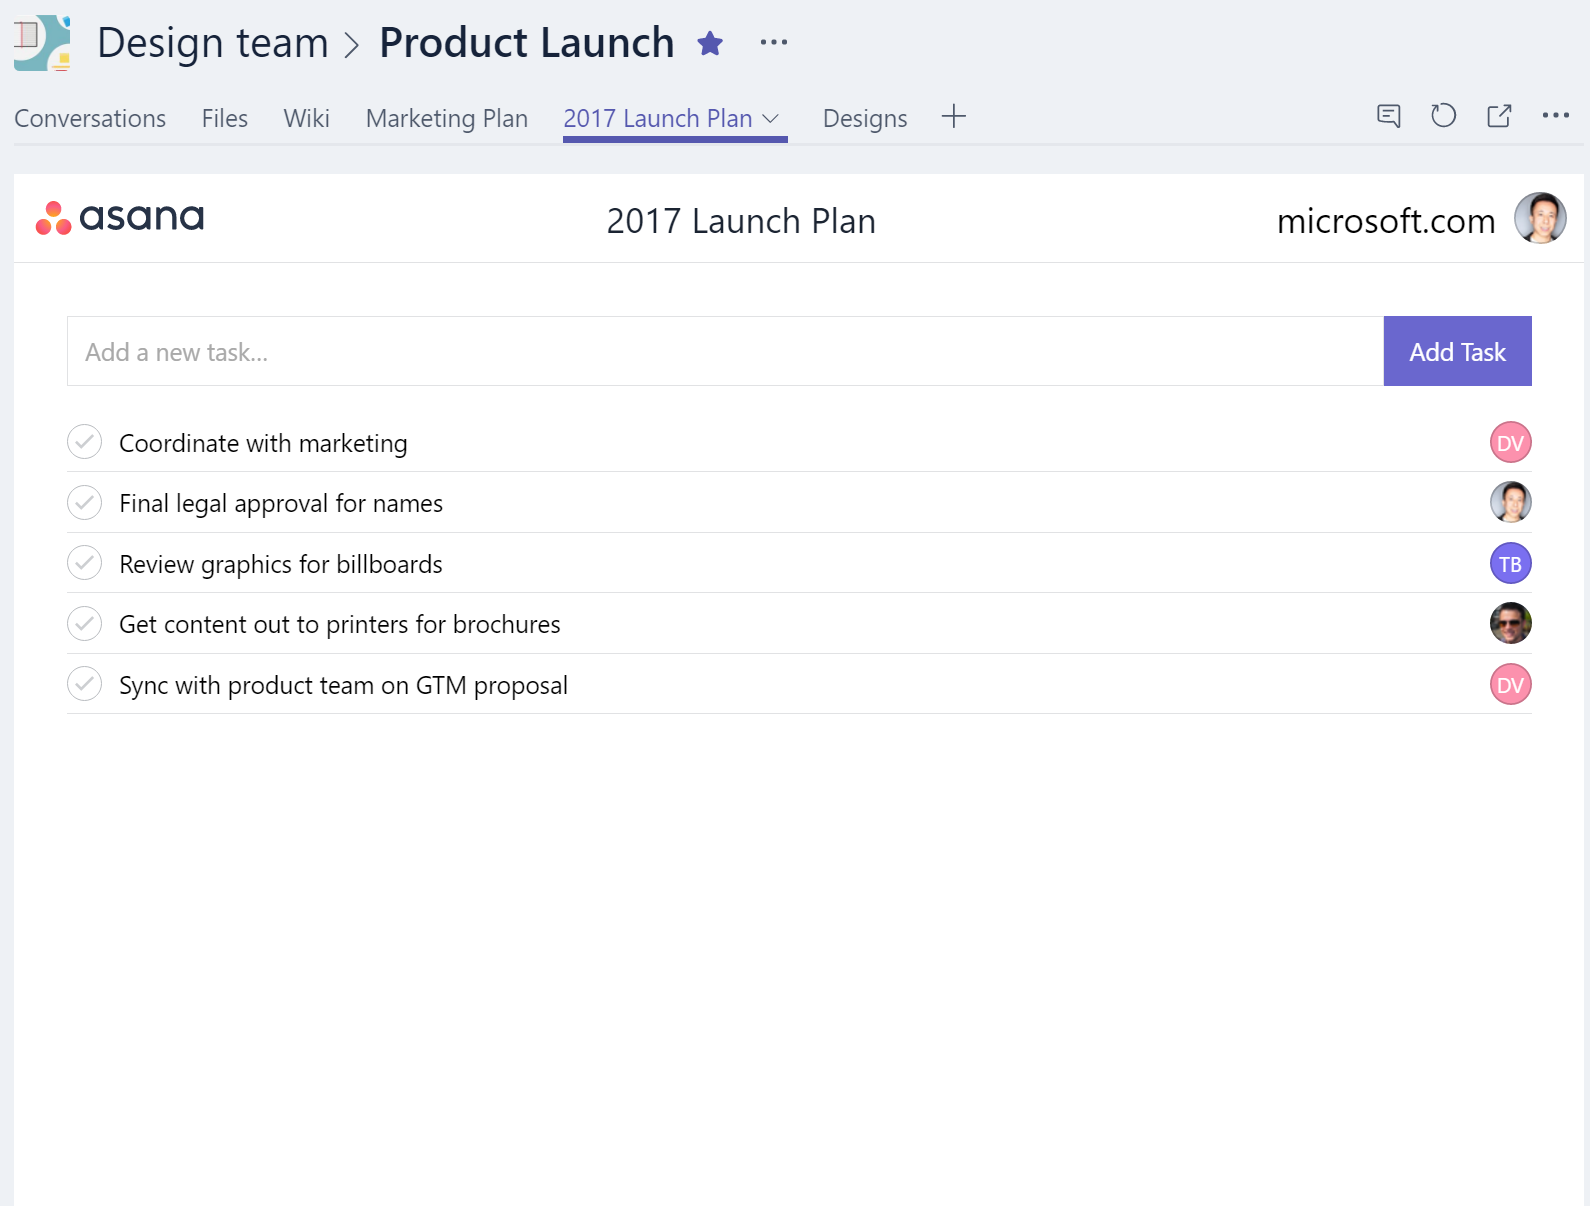 Design team > Product Launch
Conversations Files Wiki Marketing Plan 2017 Launch Plan Designs
asana 2017 Launch Plan microsoft.com
Add a new task... Add Task
Coordinate with marketing DV
Final legal approval for names
Review graphics for billboards TB
Get content out to printers for brochures
Sync with product team on GTM proposal DV